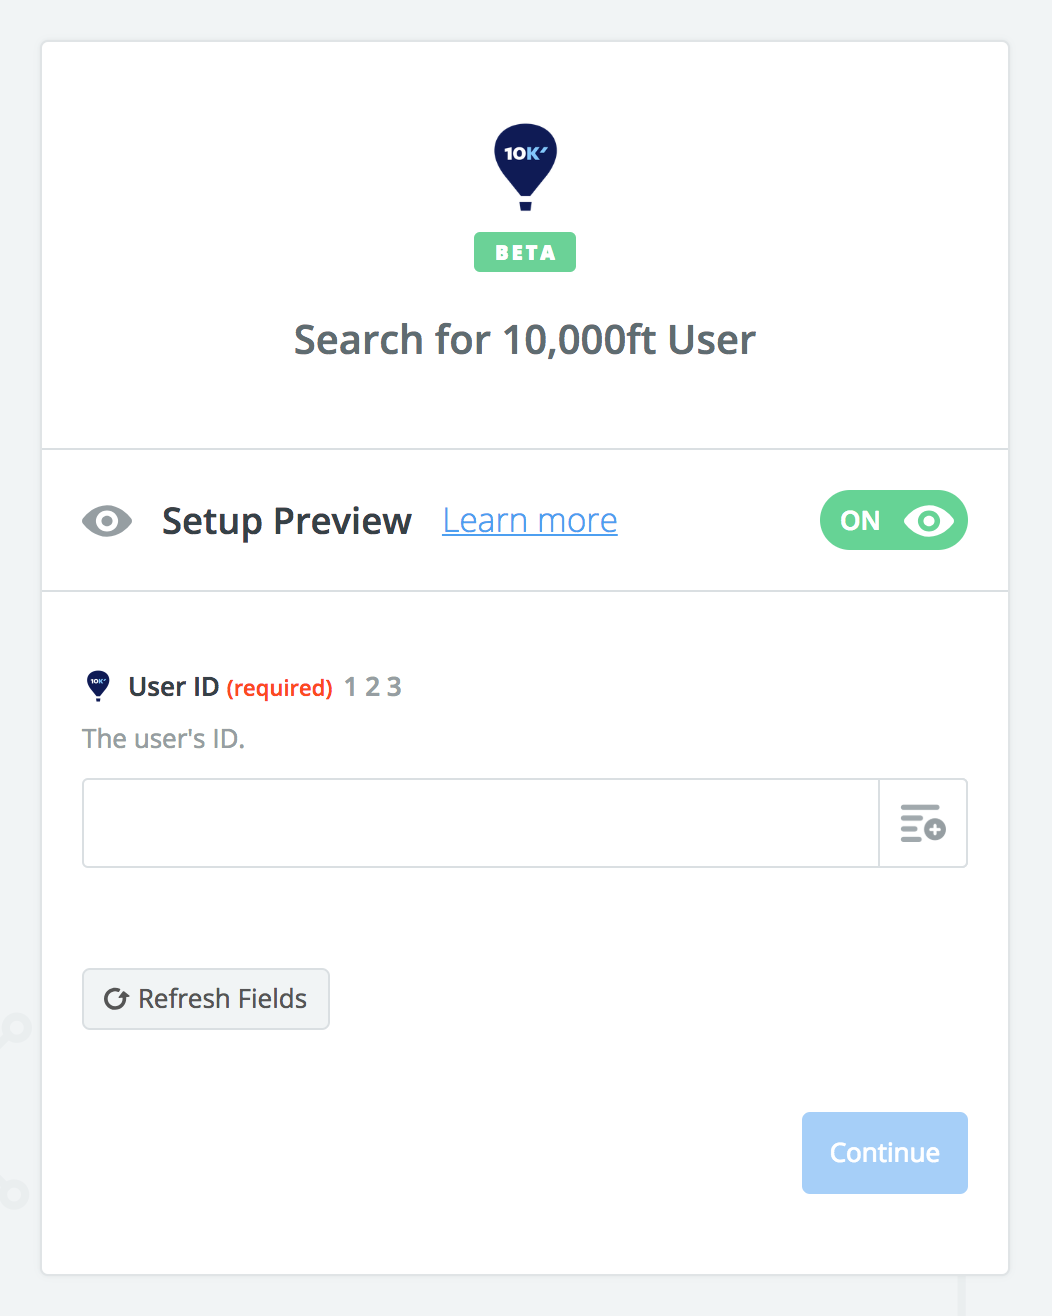 10K'
BETA
Search for 10,000ft User
Setup Preview Learn more ON
10K' User ID (required) 1 2 3
The user's ID.
Refresh Fields
Continue